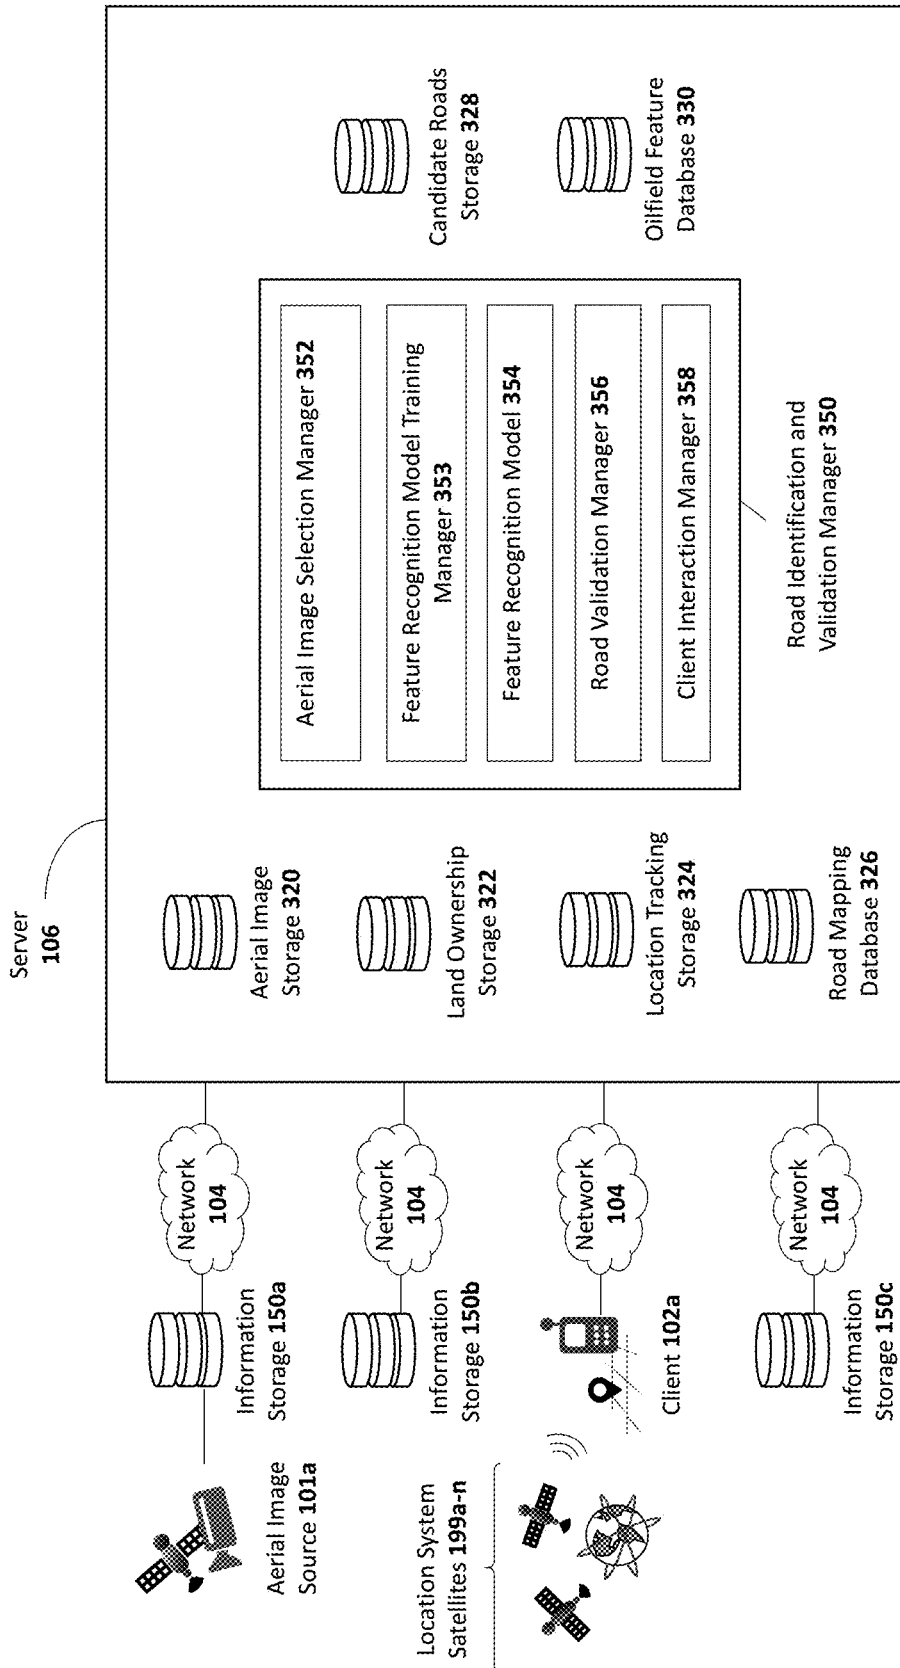 Server
106
Aerial Image
Source 101a
Information
Storage 150a
Network
104
Aerial Image
Storage 320
Information
Storage 150b
Network
104
Land Ownership
Storage 322
Location System
Satellites 199a-n
Client 102a
Network
104
Location Tracking
Storage 324
Information
Storage 150c
Network
104
Road Mapping
Database 326
Aerial Image Selection Manager 352
Feature Recognition Model Training
Manager 353
Feature Recognition Model 354
Road Validation Manager 356
Client Interaction Manager 358
Road Identification and
Validation Manager 350
Candidate Roads
Storage 328
Oilfield Feature
Database 330